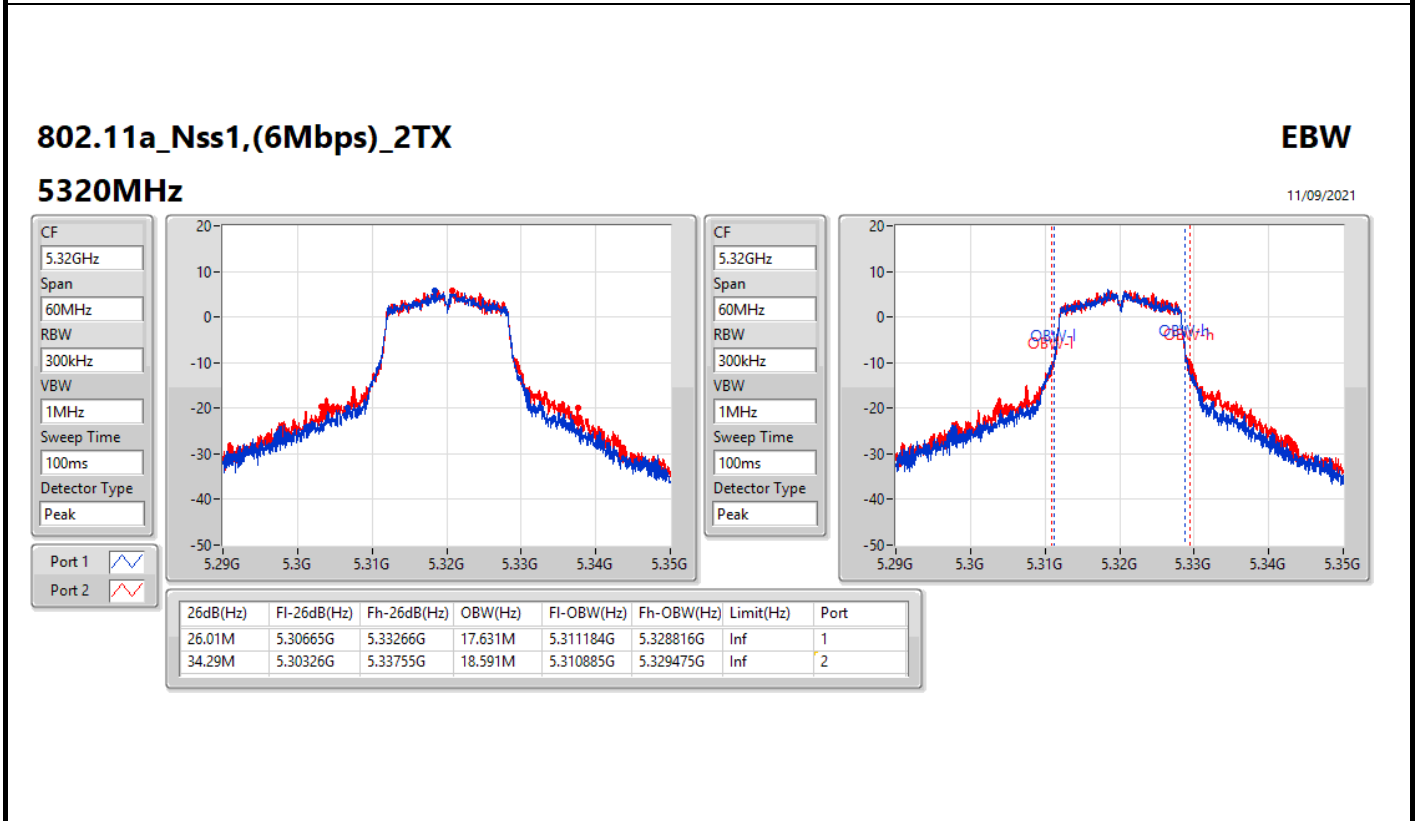 802.11a_Nss1,(6Mbps)_2TX EBW
5320MHz 11/09/2021
CF
5.32GHz
Span
60MHz
RBW
300kHz
VBW
1MHz
Sweep Time
100ms
Detector Type
Peak
Port 1
Port 2
20
10
0
-10
-20
-30
-40
-50
5.29G 5.3G 5.31G 5.32G 5.33G 5.34G 5.35G
CF
5.32GHz
Span
60MHz
RBW
300kHz
VBW
1MHz
Sweep Time
100ms
Detector Type
Peak
20
10
0
-10
-20
-30
-40
-50
OBW-l
OBW-l
OBW-h
OBW-h
5.29G 5.3G 5.31G 5.32G 5.33G 5.34G 5.35G
26dB(Hz) Fl-26dB(Hz) Fh-26dB(Hz) OBW(Hz) Fl-OBW(Hz) Fh-OBW(Hz) Limit(Hz) Port
26.01M 5.30665G 5.33266G 17.631M 5.311184G 5.328816G Inf 1
34.29M 5.30326G 5.33755G 18.591M 5.310885G 5.329475G Inf 2